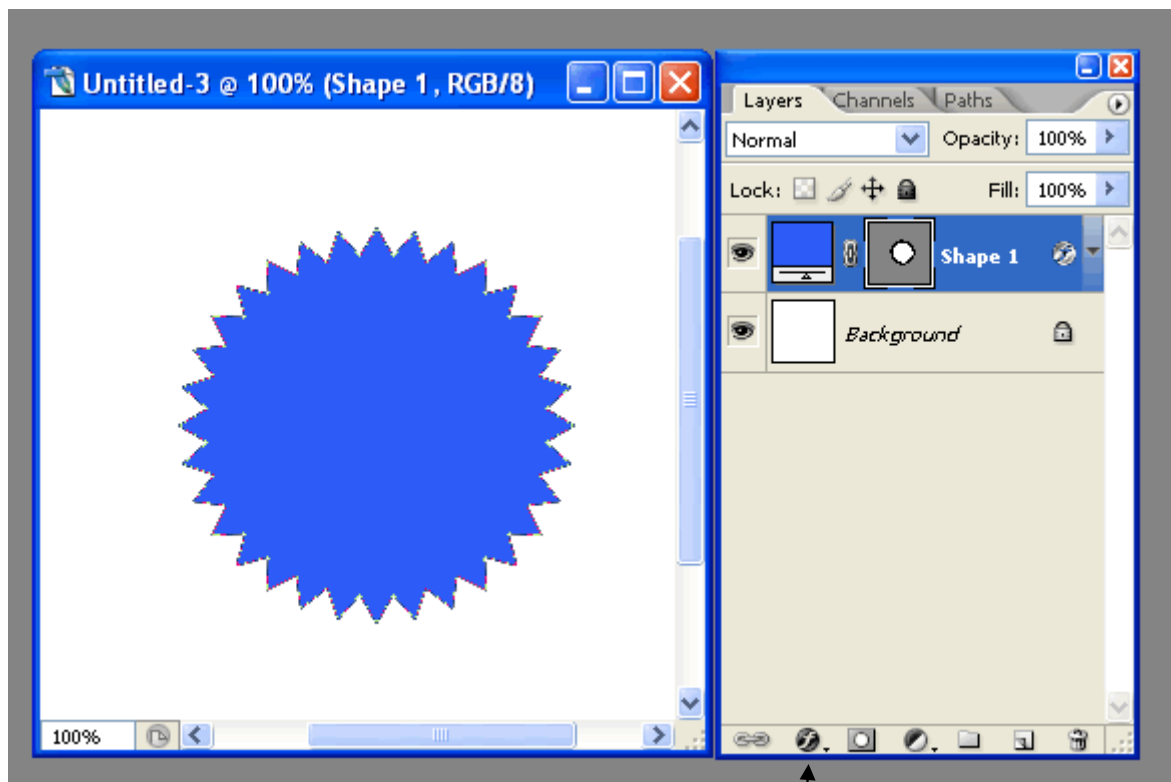 Untitled-3 @ 100% (Shape 1, RGB/8)
Layers Channels Paths
Normal Opacity: 100%
Lock: Fill: 100%
Shape 1
Background
100%